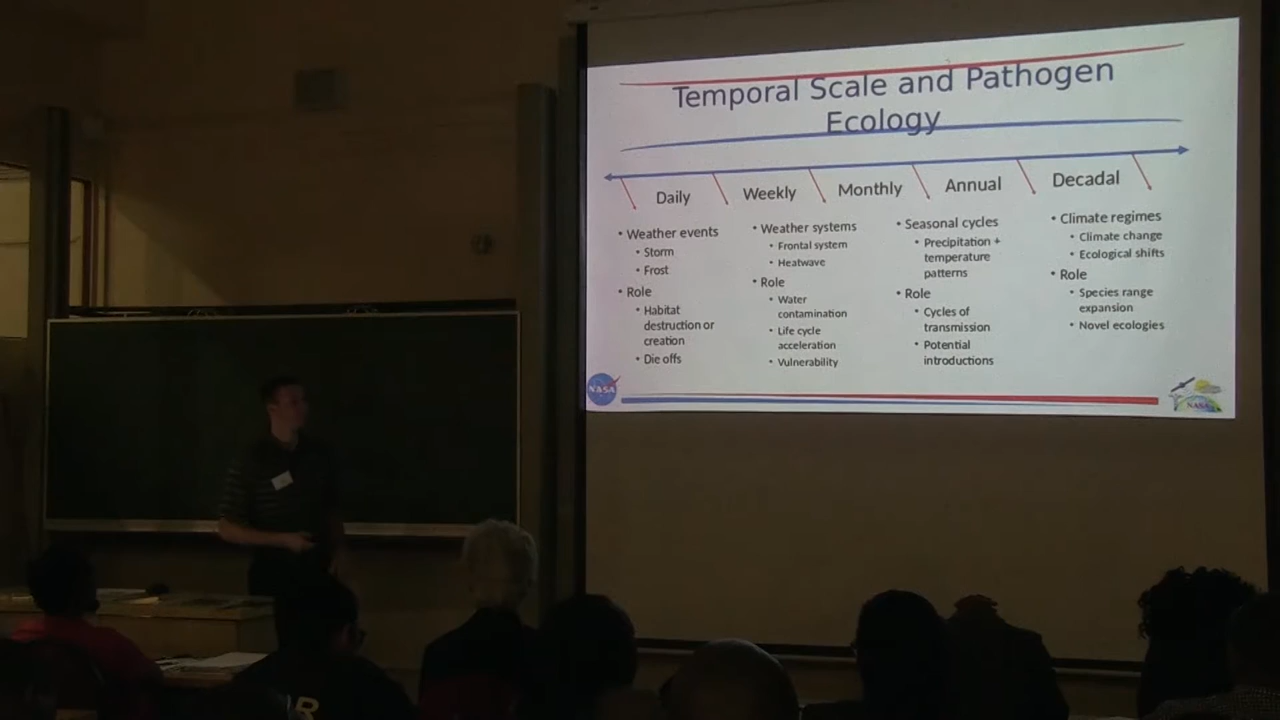 Temporal Scale and Pathogen
Ecology
Daily
Weekly
Monthly
Annual
Decadal
• Weather events
• Storm
• Frost
• Role
• Habitat
destruction or
creation
• Die offs
• Weather systems
• Frontal system
• Heatwave
• Role
• Water
contamination
• Life cycle
acceleration
• Vulnerability
• Seasonal cycles
• Precipitation +
temperature
patterns
• Role
• Cycles of
transmission
• Potential
introductions
• Climate regimes
• Climate change
• Ecological shifts
• Role
• Species range
expansion
• Novel ecologies
NASA
NASA
R